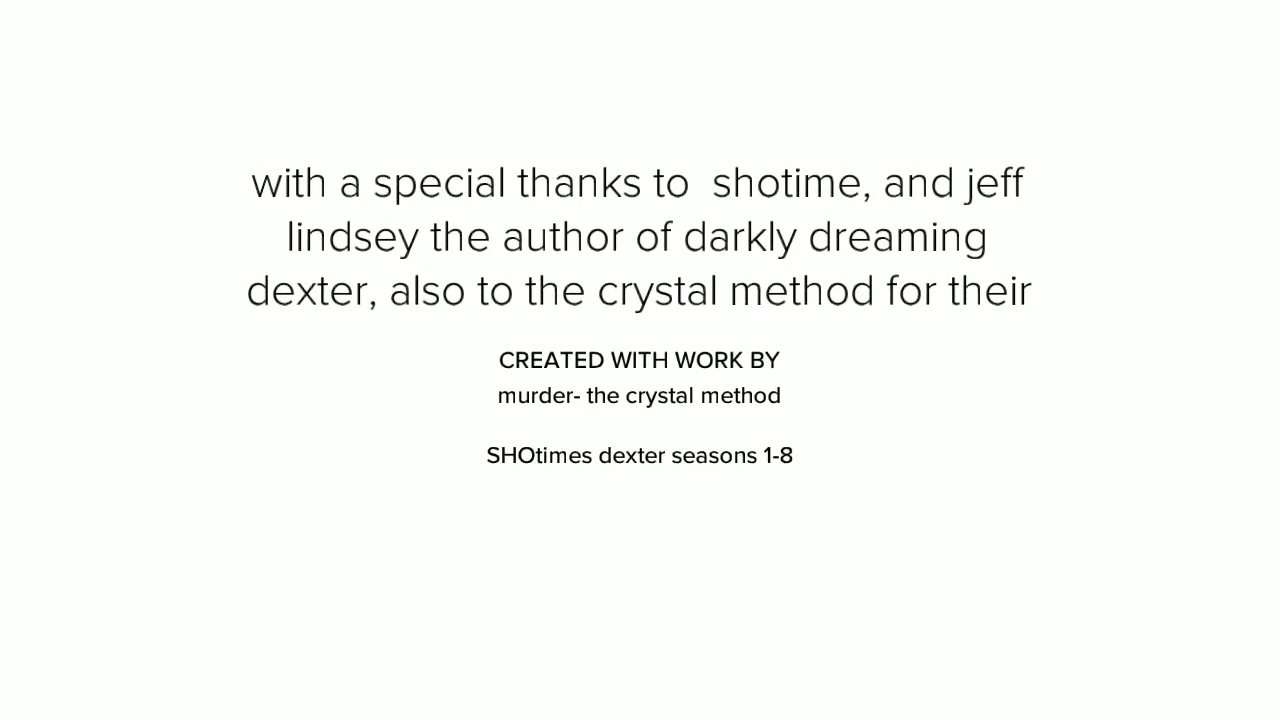 with a special thanks to  shotime, and jeff
lindsey the author of darkly dreaming
dexter, also to the crystal method for their
CREATED WITH WORK BY
murder- the crystal method
SHOtimes dexter seasons 1-8